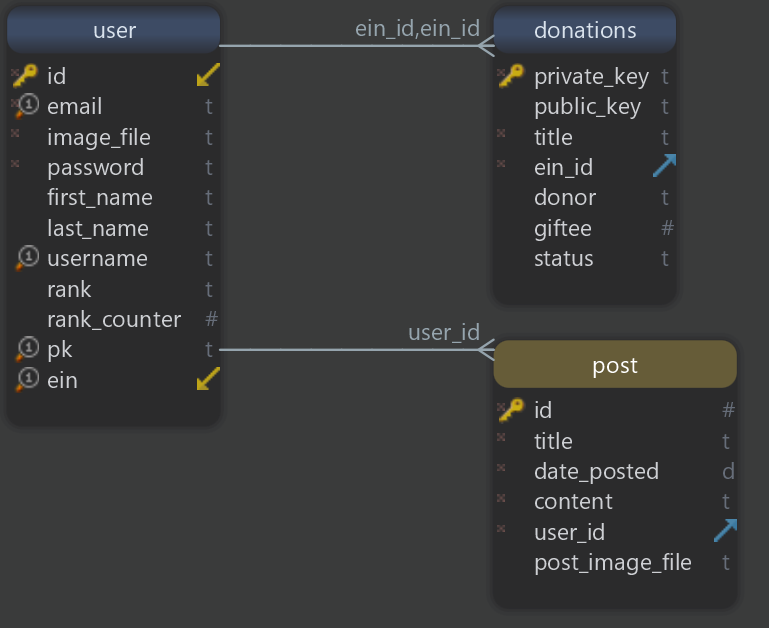 user
id
email t
image_file t
password t
first_name t
last_name t
username t
rank t
rank_counter #
pk t
ein
ein_id,ein_id
donations
private_key t
public_key t
title t
ein_id
donor t
giftee #
status t
user_id
post
id #
title t
date_posted d
content t
user_id
post_image_file t